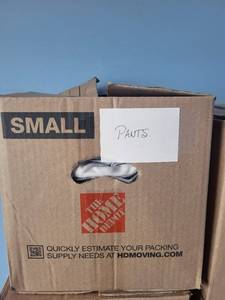 SMALL
PANTS.
THE
HOME
DEPOT
QUICKLY ESTIMATE YOUR PACKING
SUPPLY NEEDS AT HDMOVING.COM